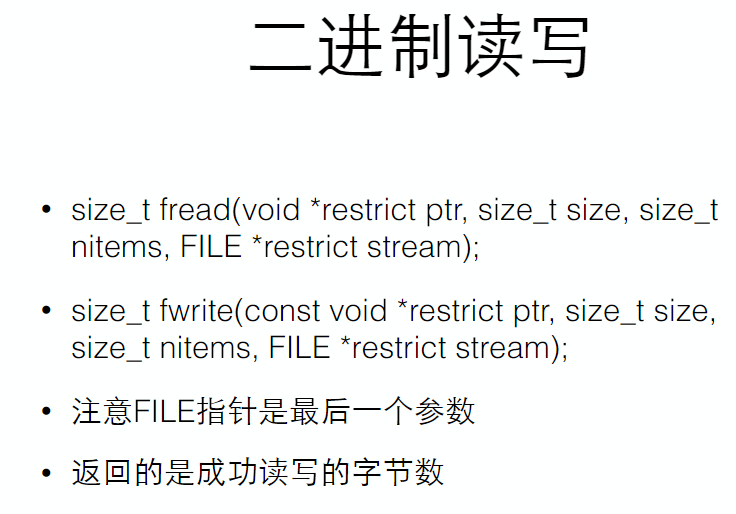 二进制读写
• size_t fread(void *restrict ptr, size_t size, size_t
nitems, FILE *restrict stream);
• size_t fwrite(const void *restrict ptr, size_t size,
size_t nitems, FILE *restrict stream);
• 注意FILE指针是最后一个参数
• 返回的是成功读写的字节数